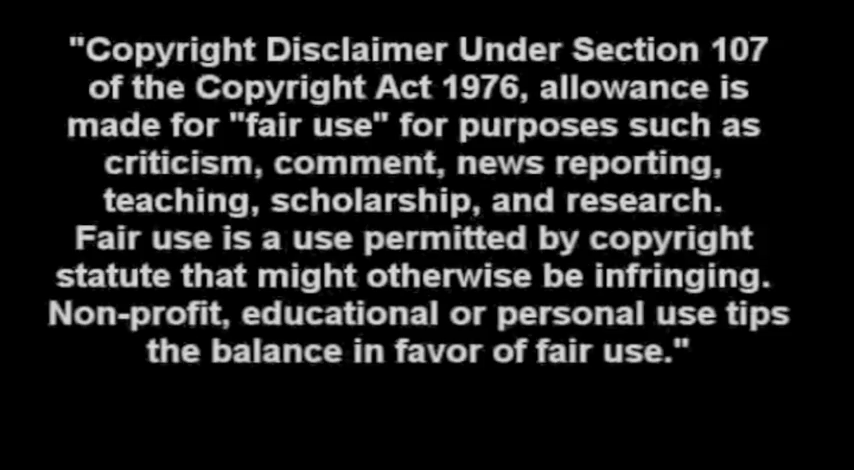 "Copyright Disclaimer Under Section 107
of the Copyright Act 1976, allowance is
made for "fair use" for purposes such as
criticism, comment, news reporting,
teaching, scholarship, and research.
Fair use is a use permitted by copyright
statute that might otherwise be infringing.
Non-profit, educational or personal use tips
the balance in favor of fair use."